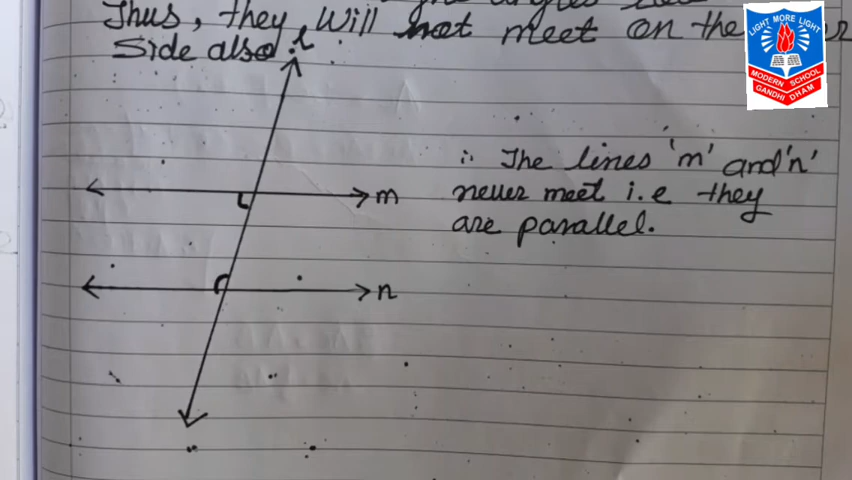 Thus, they will not meet on the
Side also.
l
∴ The lines 'm' and 'n'
never meet i.e they
are parallel.
m
n
LIGHT MORE LIGHT
MODERN SCHOOL
GANDHI DHAM